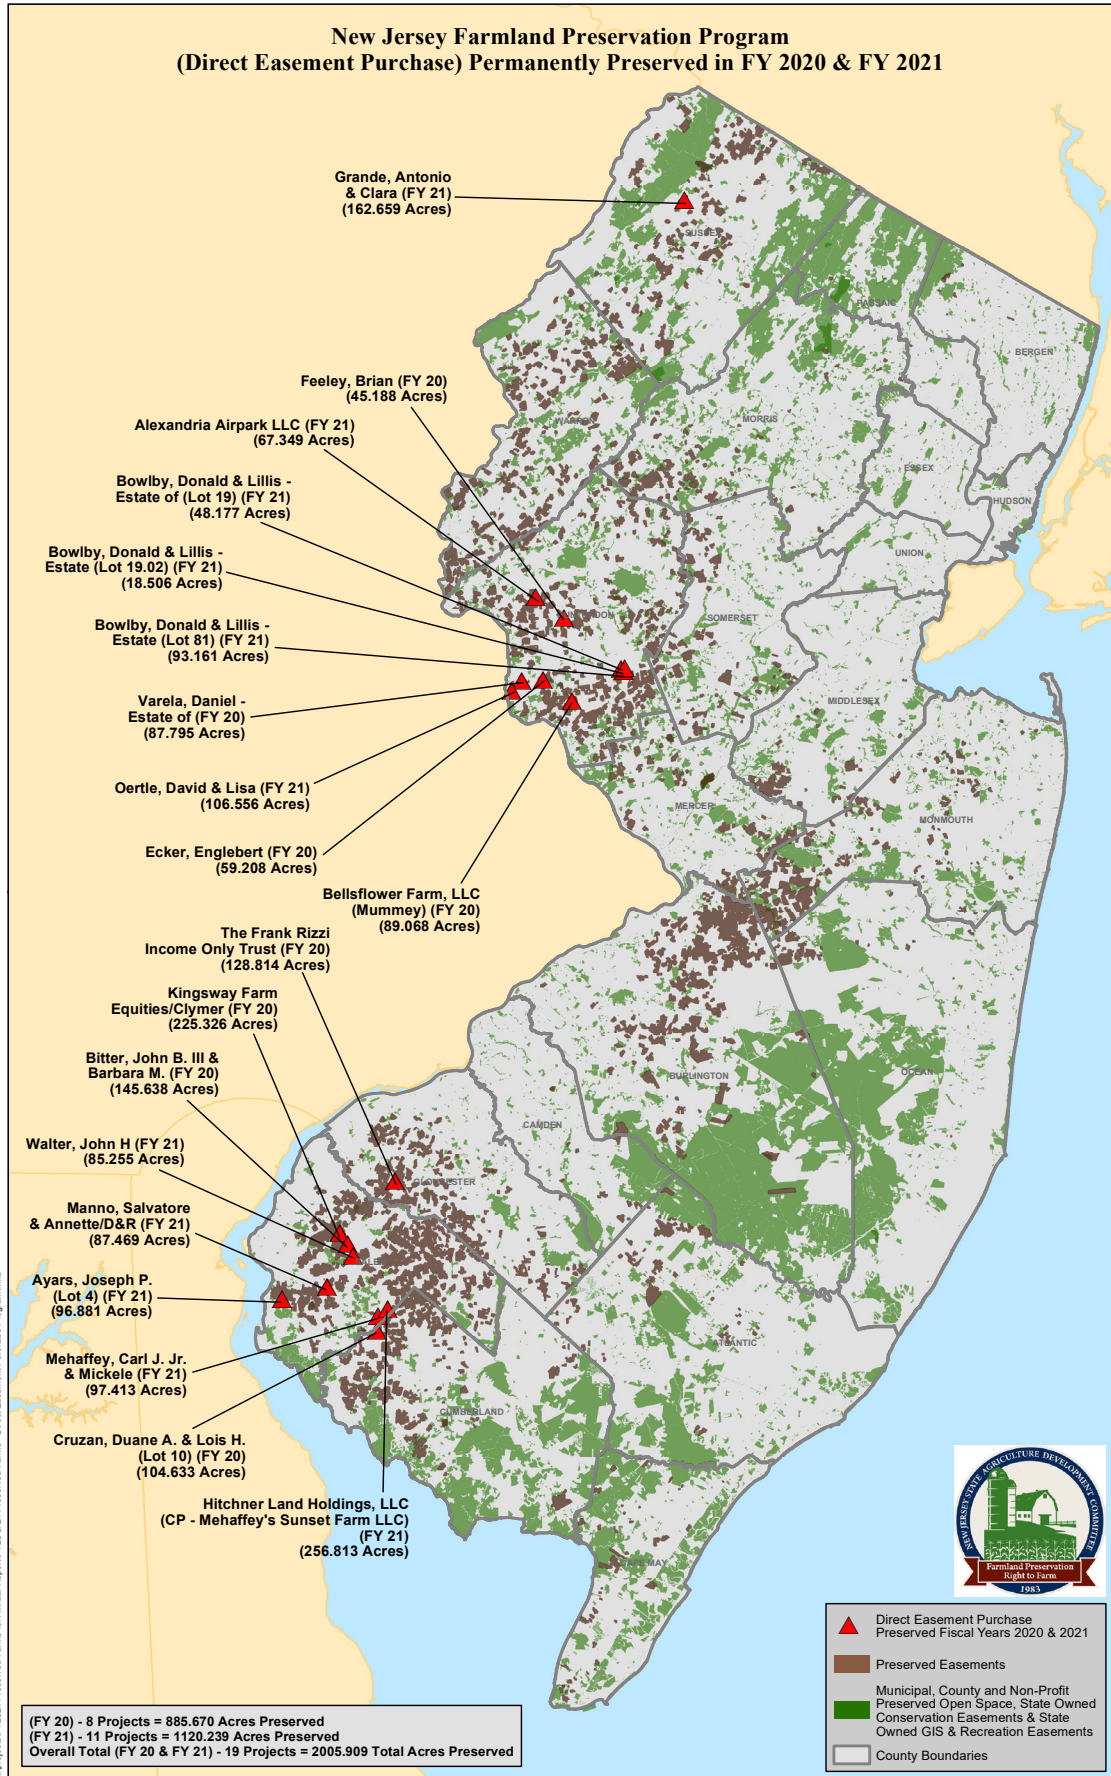 New Jersey Farmland Preservation Program
(Direct Easement Purchase) Permanently Preserved in FY 2020 & FY 2021
Grande, Antonio
& Clara (FY 21)
(162.659 Acres)
SUSSEX
PASSAIC
BERGEN
Feeley, Brian (FY 20)
(45.188 Acres)
WARREN
MORRIS
Alexandria Airpark LLC (FY 21)
(67.349 Acres)
ESSEX
HUDSON
Bowlby, Donald & Lillis -
Estate of (Lot 19) (FY 21)
(48.177 Acres)
UNION
Bowlby, Donald & Lillis -
Estate (Lot 19.02) (FY 21)
(18.506 Acres)
HUNTERDON
SOMERSET
Bowlby, Donald & Lillis -
Estate (Lot 81) (FY 21)
(93.161 Acres)
Varela, Daniel -
Estate of (FY 20)
(87.795 Acres)
MIDDLESEX
Oertle, David & Lisa (FY 21)
(106.556 Acres)
MERCER
MONMOUTH
Ecker, Englebert (FY 20)
(59.208 Acres)
Bellsflower Farm, LLC
(Mummey) (FY 20)
(89.068 Acres)
The Frank Rizzi
Income Only Trust (FY 20)
(128.814 Acres)
Kingsway Farm
Equities/Clymer (FY 20)
(225.326 Acres)
Bitter, John B. III &
Barbara M. (FY 20)
(145.638 Acres)
BURLINGTON
OCEAN
CAMDEN
Walter, John H (FY 21)
(85.255 Acres)
GLOUCESTER
Manno, Salvatore
& Annette/D&R (FY 21)
(87.469 Acres)
SALEM
Ayars, Joseph P.
(Lot 4) (FY 21)
(96.881 Acres)
ATLANTIC
Mehaffey, Carl J. Jr.
& Mickele (FY 21)
(97.413 Acres)
CUMBERLAND
Cruzan, Duane A. & Lois H.
(Lot 10) (FY 20)
(104.633 Acres)
Hitchner Land Holdings, LLC
(CP - Mehaffey's Sunset Farm LLC)
(FY 21)
(256.813 Acres)
CAPE MAY
NEW JERSEY STATE AGRICULTURE DEVELOPMENT COMMITTEE
Farmland Preservation
Right to Farm
1983
Direct Easement Purchase
Preserved Fiscal Years 2020 & 2021
Preserved Easements
Municipal, County and Non-Profit
Preserved Open Space, State Owned
Conservation Easements & State
Owned GIS & Recreation Easements
County Boundaries
(FY 20) - 8 Projects = 885.670 Acres Preserved
(FY 21) - 11 Projects = 1120.239 Acres Preserved
Overall Total (FY 20 & FY 21) - 19 Projects = 2005.909 Total Acres Preserved